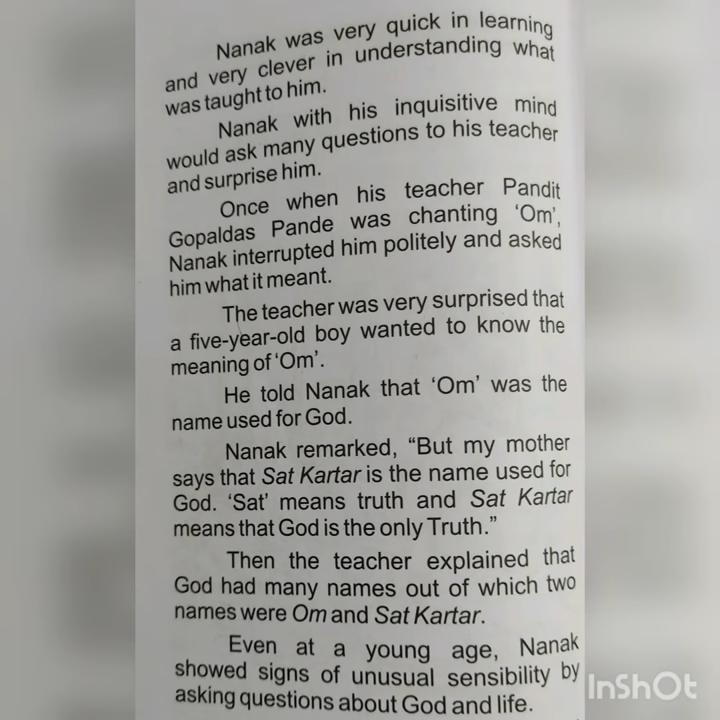 Nanak was very quick in learning
and very clever in understanding what
was taught to him.
Nanak with his inquisitive mind
would ask many questions to his teacher
and surprise him.
Once when his teacher Pandit
Gopaldas Pande was chanting ‘Om’,
Nanak interrupted him politely and asked
him what it meant.
The teacher was very surprised that
a five-year-old boy wanted to know the
meaning of ‘Om’.
He told Nanak that ‘Om’ was the
name used for God.
Nanak remarked, “But my mother
says that Sat Kartar is the name used for
God. ‘Sat’ means truth and Sat Kartar
means that God is the only Truth.”
Then the teacher explained that
God had many names out of which two
names were Om and Sat Kartar.
Even at a young age, Nanak
showed signs of unusual sensibility by
asking questions about God and life.
InShOt